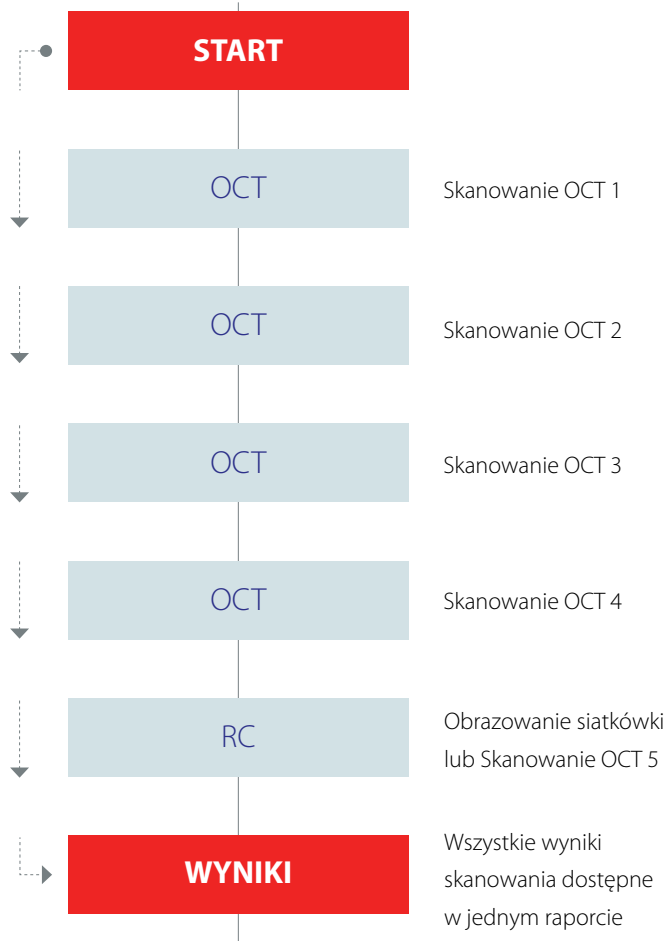 START
OCT
Skanowanie OCT 1
OCT
Skanowanie OCT 2
OCT
Skanowanie OCT 3
OCT
Skanowanie OCT 4
RC
Obrazowanie siatkówki
lub Skanowanie OCT 5
WYNIKI
Wszystkie wyniki
skanowania dostępne
w jednym raporcie